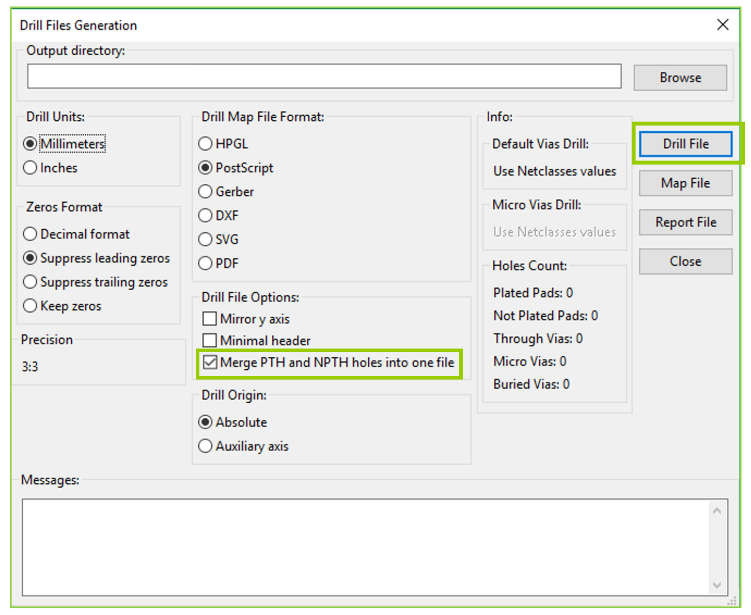 Drill Files Generation
Output directory:
Browse
Drill Units:
Millimeters
Inches
Zeros Format
Decimal format
Suppress leading zeros
Suppress trailing zeros
Keep zeros
Precision
3:3
Drill Map File Format:
HPGL
PostScript
Gerber
DXF
SVG
PDF
Drill File Options:
Mirror y axis
Minimal header
Merge PTH and NPTH holes into one file
Drill Origin:
Absolute
Auxiliary axis
Info:
Default Vias Drill:
Use Netclasses values
Micro Vias Drill:
Use Netclasses values
Holes Count:
Plated Pads: 0
Not Plated Pads: 0
Through Vias: 0
Micro Vias: 0
Buried Vias: 0
Drill File
Map File
Report File
Close
Messages: